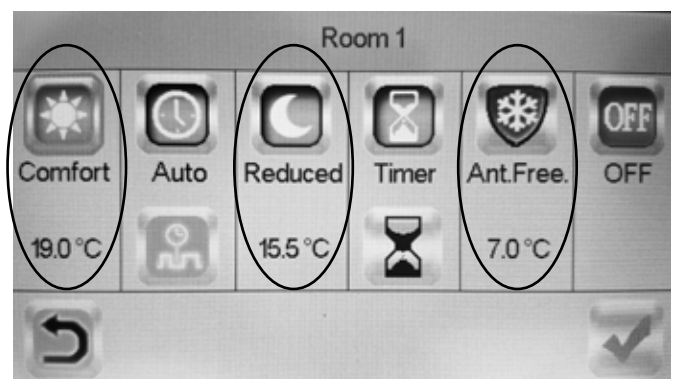 Room 1
Comfort Auto Reduced Timer Ant.Free. OFF OFF
19.0 °C 15.5 °C 7.0 °C